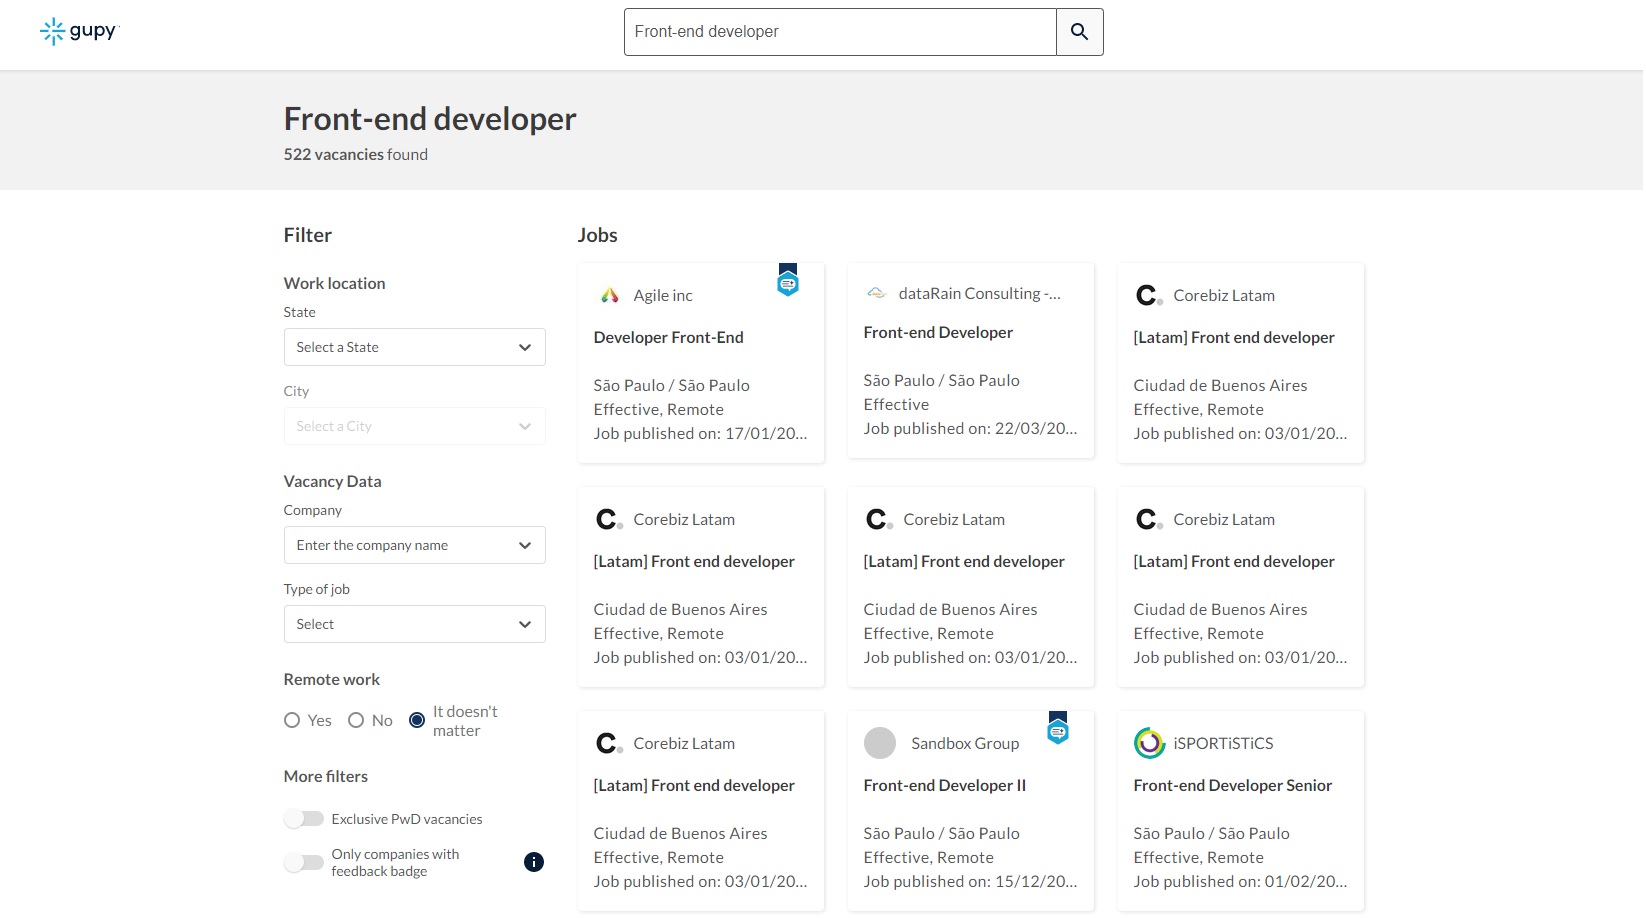 gupy
Front-end developer
Front-end developer
522 vacancies found
Filter
Work location
State
Select a State
City
Select a City
Vacancy Data
Company
Enter the company name
Type of job
Select
Remote work
Yes
No
It doesn't
matter
More filters
Exclusive PwD vacancies
Only companies with
feedback badge
Jobs
Agile inc
Developer Front-End
São Paulo / São Paulo
Effective, Remote
Job published on: 17/01/20...
dataRain Consulting -...
Front-end Developer
São Paulo / São Paulo
Effective
Job published on: 22/03/20...
Corebiz Latam
[Latam] Front end developer
Ciudad de Buenos Aires
Effective, Remote
Job published on: 03/01/20...
Corebiz Latam
[Latam] Front end developer
Ciudad de Buenos Aires
Effective, Remote
Job published on: 03/01/20...
Corebiz Latam
[Latam] Front end developer
Ciudad de Buenos Aires
Effective, Remote
Job published on: 03/01/20...
Corebiz Latam
[Latam] Front end developer
Ciudad de Buenos Aires
Effective, Remote
Job published on: 03/01/20...
Corebiz Latam
[Latam] Front end developer
Ciudad de Buenos Aires
Effective, Remote
Job published on: 03/01/20...
Sandbox Group
Front-end Developer II
São Paulo / São Paulo
Effective, Remote
Job published on: 15/12/20...
iSPORTiSTiCS
Front-end Developer Senior
São Paulo / São Paulo
Effective, Remote
Job published on: 01/02/20...